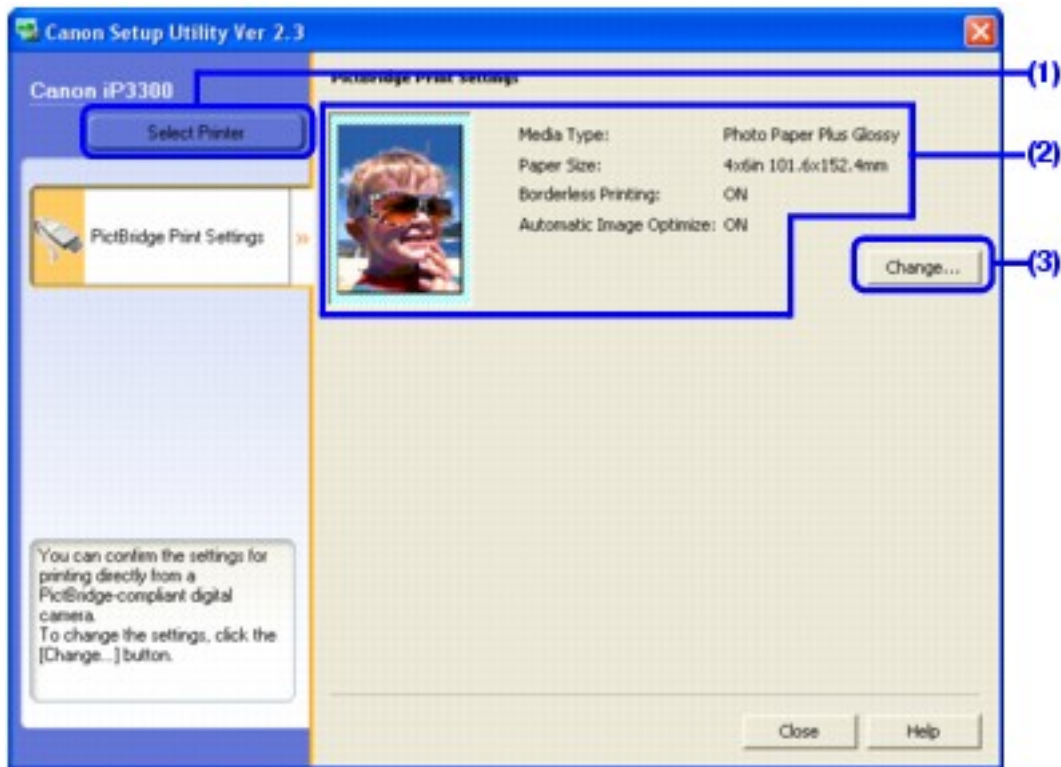 Canon Setup Utility Ver 2.3
Canon iP3300
Select Printer
PictBridge Print Settings
You can confirm the settings for
printing directly from a
PictBridge-compliant digital
camera.
To change the settings, click the
[Change...] button.
PictBridge Print Settings
Media Type: Photo Paper Plus Glossy
Paper Size: 4x6in 101.6x152.4mm
Borderless Printing: ON
Automatic Image Optimize: ON
Change...
Close Help
(1)
(2)
(3)